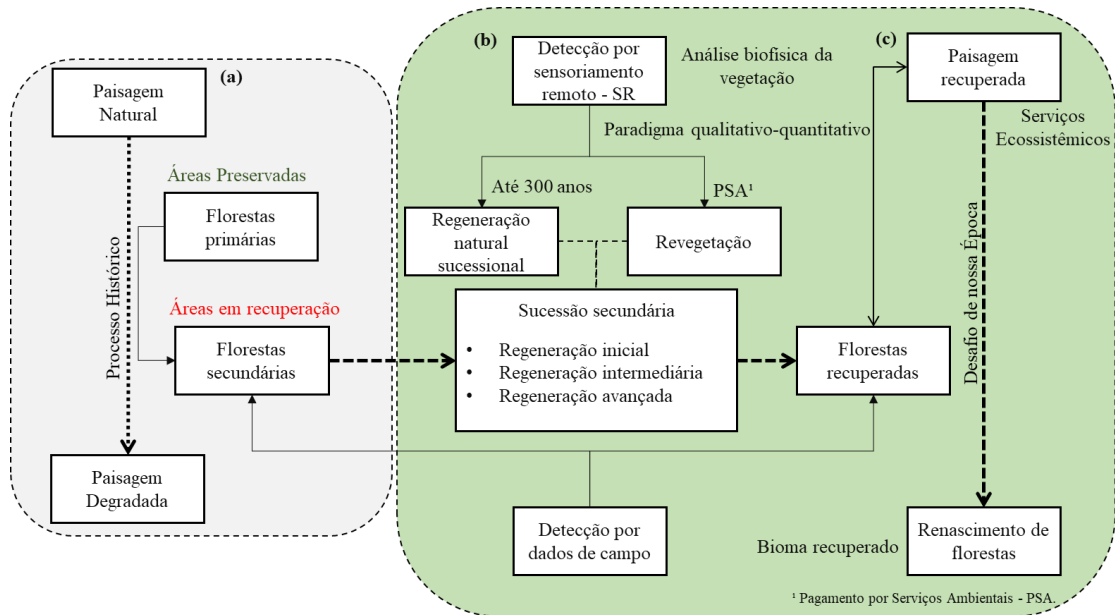 (a)
Paisagem
Natural
Áreas Preservadas
Florestas
primárias
Processo Histórico
Áreas em recuperação
Florestas
secundárias
Paisagem
Degradada
(b)
Detecção por
sensoriamento
remoto - SR
Análise biofísica da
vegetação
Paradigma qualitativo-quantitativo
Até 300 anos
PSA¹
Regeneração
natural
sucessional
Revegetação
Sucessão secundária
• Regeneração inicial
• Regeneração intermediária
• Regeneração avançada
Florestas
recuperadas
Detecção por
dados de campo
(c)
Paisagem
recuperada
Serviços
Ecossistêmicos
Desafio de nossa Época
Bioma recuperado
Renascimento de
florestas
¹ Pagamento por Serviços Ambientais - PSA.